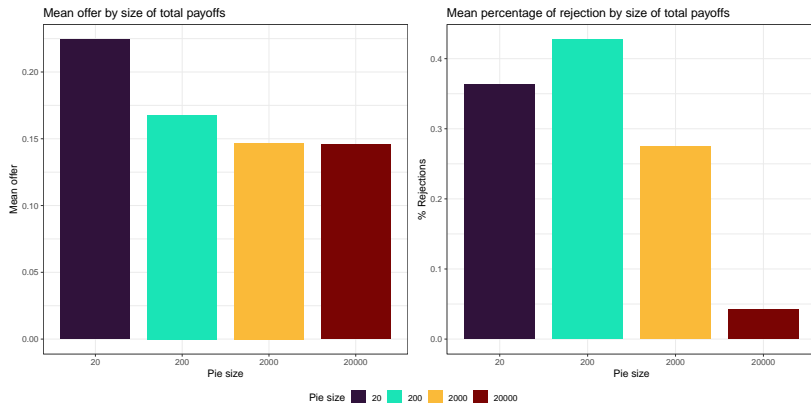 Mean offer by size of total payoffs
Mean offer
0.20
0.15
0.10
0.05
0.00
20 200 2000 20000
Pie size
Mean percentage of rejection by size of total payoffs
% Rejections
0.4
0.3
0.2
0.1
0.0
20 200 2000 20000
Pie size
Pie size 20 200 2000 20000